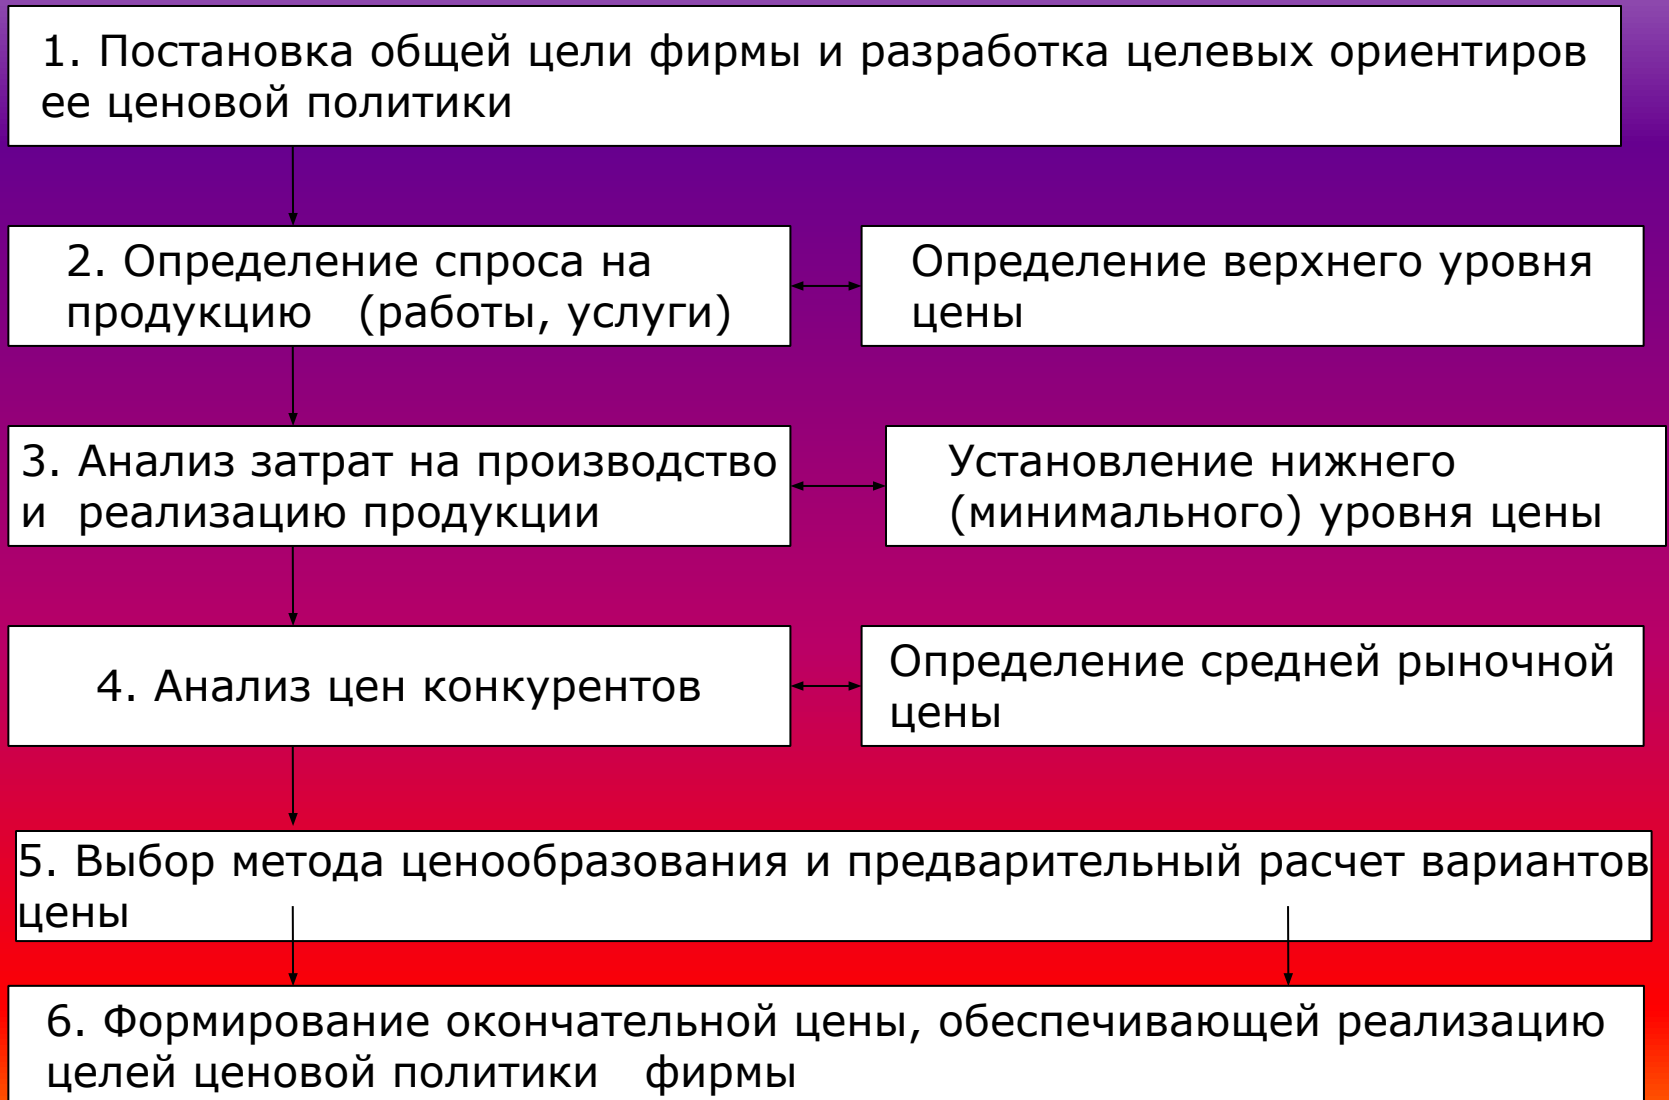 1. Постановка общей цели фирмы и разработка целевых ориентиров
ее ценовой политики
2. Определение спроса на
продукцию (работы, услуги)
Определение верхнего уровня
цены
3. Анализ затрат на производство
и реализацию продукции
Установление нижнего
(минимального) уровня цены
4. Анализ цен конкурентов
Определение средней рыночной
цены
5. Выбор метода ценообразования и предварительный расчет вариантов
цены
6. Формирование окончательной цены, обеспечивающей реализацию
целей ценовой политики фирмы